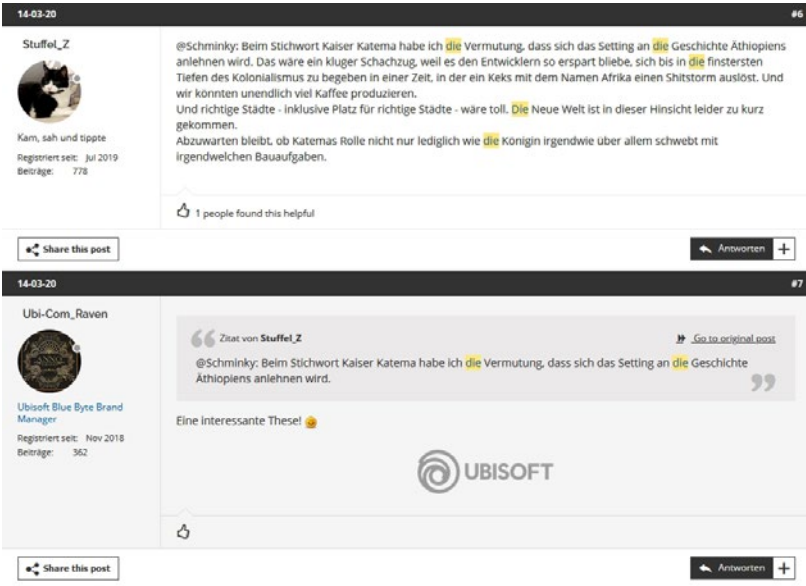 14-03-20 #6
Stuffel_Z
@Schminky: Beim Stichwort Kaiser Katema habe ich die Vermutung, dass sich das Setting an die Geschichte Äthiopiens
anlehnen wird. Das wäre ein kluger Schachzug, weil es den Entwicklern so erspart bliebe, sich bis in die finstersten
Tiefen des Kolonialismus zu begeben in einer Zeit, in der ein Keks mit dem Namen Afrika einen Shitstorm auslöst. Und
wir könnten unendlich viel Kaffee produzieren.
Und richtige Städte - inklusive Platz für richtige Städte - wäre toll. Die Neue Welt ist in dieser Hinsicht leider zu kurz
gekommen.
Abzuwarten bleibt, ob Katemas Rolle nicht nur lediglich wie die Königin irgendwie über allem schwebt mit
irgendwelchen Bauaufgaben.
Kam, sah und tippte
Registriert seit: Jul 2019
Beiträge: 778
1 people found this helpful
Share this post
Antworten +
14-03-20 #7
Ubi-Com_Raven
Ubisoft Blue Byte Brand
Manager
Registriert seit: Nov 2018
Beiträge: 362
Zitat von Stuffel_Z
Go to original post
@Schminky: Beim Stichwort Kaiser Katema habe ich die Vermutung, dass sich das Setting an die Geschichte
Äthiopiens anlehnen wird.
Eine interessante These!
UBISOFT
Share this post
Antworten +